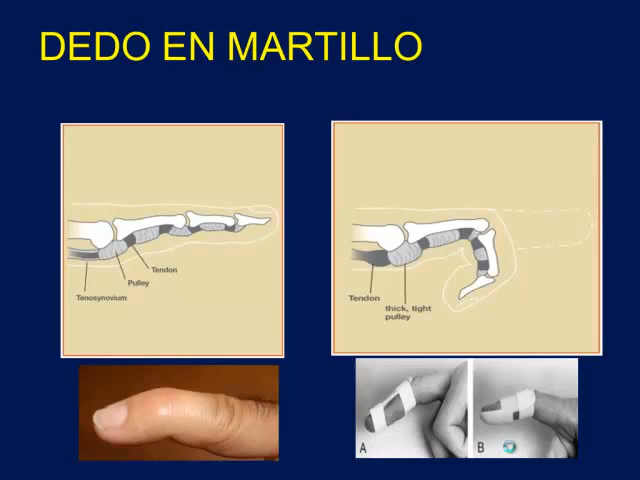 DEDO EN MARTILLO
Tendon
Pulley
Tenosynovium
Tendon
thick, tight
pulley
A
B